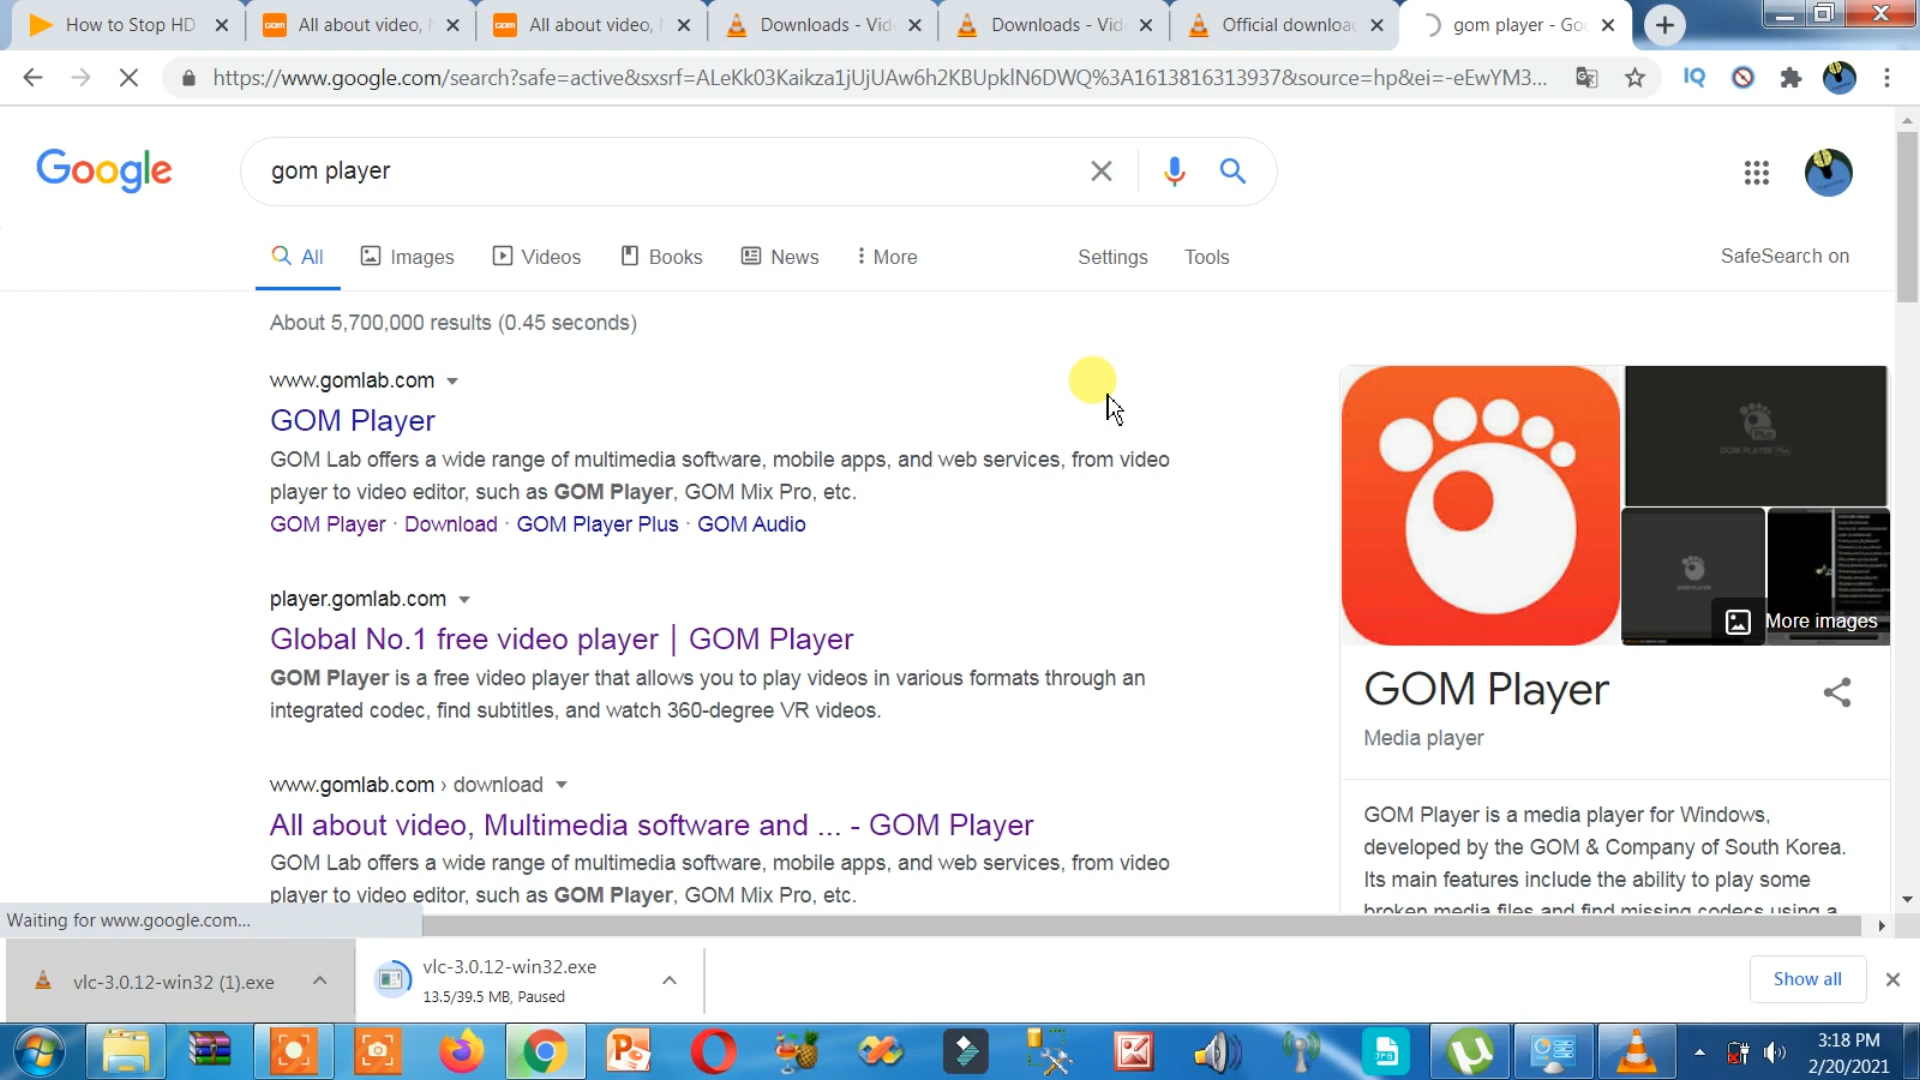 How to Stop HD
All about video,
All about video,
Downloads - Vid
Downloads - Vid
Official downloa
gom player - Go
https://www.google.com/search?safe=active&sxsrf=ALeKk03Kaikza1jUjUAw6h2KBUpklN6DWQ%3A1613816313937&source=hp&ei=-eEwYM3...
IQ
Google
gom player
All
Images
Videos
Books
News
More
Settings
Tools
SafeSearch on
About 5,700,000 results (0.45 seconds)
www.gomlab.com
GOM Player
GOM Lab offers a wide range of multimedia software, mobile apps, and web services, from video
player to video editor, such as GOM Player, GOM Mix Pro, etc.
GOM Player · Download · GOM Player Plus · GOM Audio
player.gomlab.com
Global No.1 free video player | GOM Player
GOM Player is a free video player that allows you to play videos in various formats through an
integrated codec, find subtitles, and watch 360-degree VR videos.
www.gomlab.com › download
All about video, Multimedia software and ... - GOM Player
GOM Lab offers a wide range of multimedia software, mobile apps, and web services, from video
player to video editor, such as GOM Player, GOM Mix Pro, etc.
More images
GOM Player
Media player
GOM Player is a media player for Windows,
developed by the GOM & Company of South Korea.
Its main features include the ability to play some
broken media files and find missing codecs using a
Waiting for www.google.com...
vlc-3.0.12-win32 (1).exe
vlc-3.0.12-win32.exe
13.5/39.5 MB, Paused
Show all
3:18 PM
2/20/2021